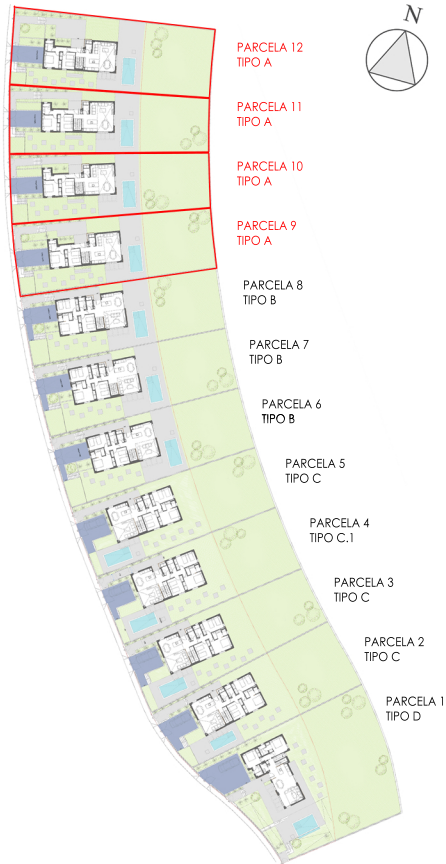 N
PARCELA 12
TIPO A
PARCELA 11
TIPO A
PARCELA 10
TIPO A
PARCELA 9
TIPO A
PARCELA 8
TIPO B
PARCELA 7
TIPO B
PARCELA 6
TIPO B
PARCELA 5
TIPO C
PARCELA 4
TIPO C.1
PARCELA 3
TIPO C
PARCELA 2
TIPO C
PARCELA 1
TIPO D